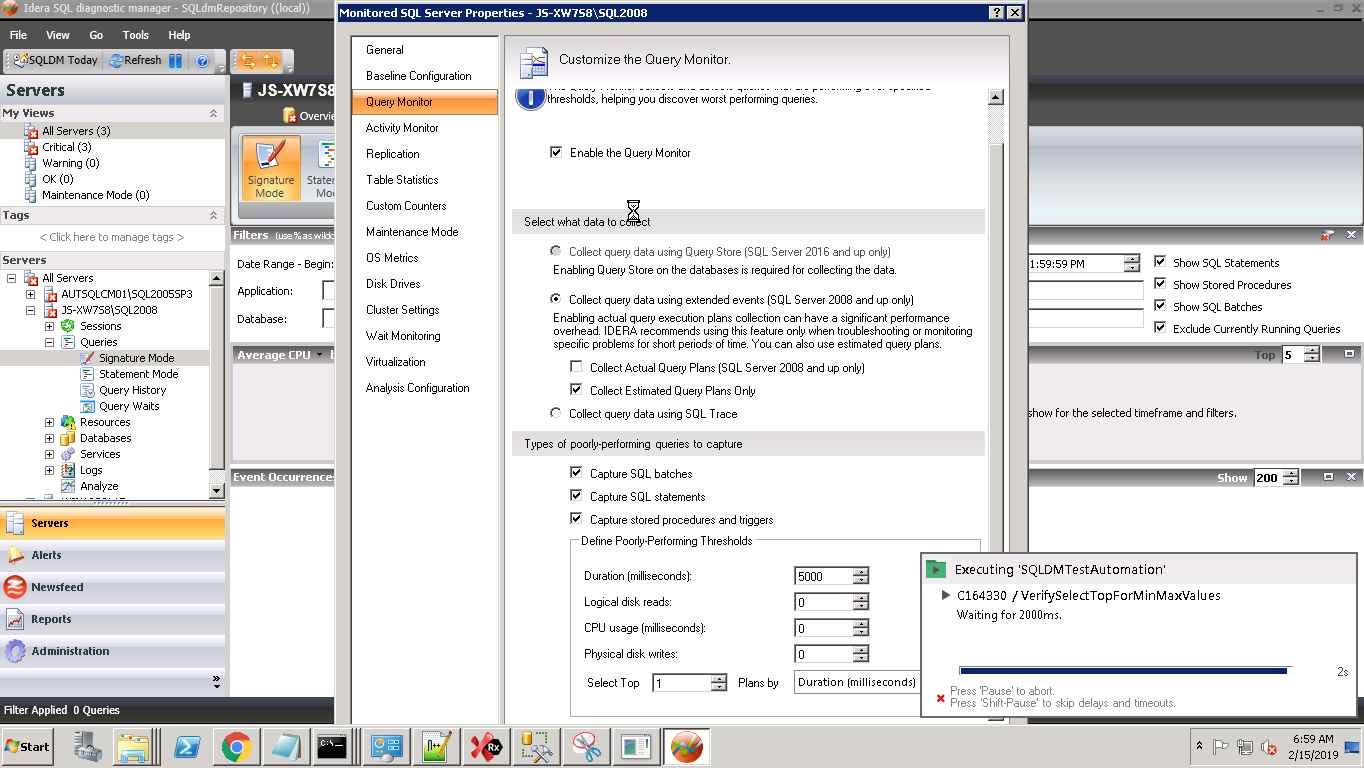 Idera SQL diagnostic manager - SQLdmRepository ((local))
File View Go Tools Help
SQLDM Today Refresh
Servers
My Views
All Servers (3)
Critical (3)
Warning (0)
OK (0)
Maintenance Mode (0)
Tags
< Click here to manage tags >
Servers
All Servers
AUTSQLCM01\SQL2005SP3
JS-XW7S8\SQL2008
Sessions
Queries
Signature Mode
Statement Mode
Query History
Query Waits
Resources
Databases
Services
Logs
Analyze
Servers
Alerts
Newsfeed
Reports
Administration
Filter Applied 0 Queries
JS-XW7S8
Signature
Mode
Filters
Date Range - Begin:
Application:
Database:
Average CPU
Event Occurrence
Monitored SQL Server Properties - JS-XW7S8\SQL2008
General
Baseline Configuration
Query Monitor
Activity Monitor
Replication
Table Statistics
Custom Counters
Maintenance Mode
OS Metrics
Disk Drives
Cluster Settings
Wait Monitoring
Virtualization
Analysis Configuration
Customize the Query Monitor.
thresholds, helping you discover worst performing queries.
Enable the Query Monitor
Select what data to collect
Collect query data using Query Store (SQL Server 2016 and up only)
Enabling Query Store on the databases is required for collecting the data.
Collect query data using extended events (SQL Server 2008 and up only)
Enabling actual query execution plans collection can have a significant performance
overhead. IDERA recommends using this feature only when troubleshooting or monitoring
specific problems for short periods of time. You can also use estimated query plans.
Collect Actual Query Plans (SQL Server 2008 and up only)
Collect Estimated Query Plans Only
Collect query data using SQL Trace
Types of poorly-performing queries to capture
Capture SQL batches
Capture SQL statements
Capture stored procedures and triggers
Define Poorly-Performing Thresholds
Duration (milliseconds): 5000
Logical disk reads: 0
CPU usage (milliseconds): 0
Physical disk writes: 0
Select Top 1 Plans by Duration (milliseconds)
1:59:59 PM
Show SQL Statements
Show Stored Procedures
Show SQL Batches
Exclude Currently Running Queries
Top 5
show for the selected timeframe and filters.
Show 200
Executing 'SQLDMTestAutomation'
C164330 / VerifySelectTopForMinMaxValues
Waiting for 2000ms.
2s
Press 'Pause' to abort.
Press 'Shift-Pause' to skip delays and timeouts.
Start
6:59 AM
2/15/2019